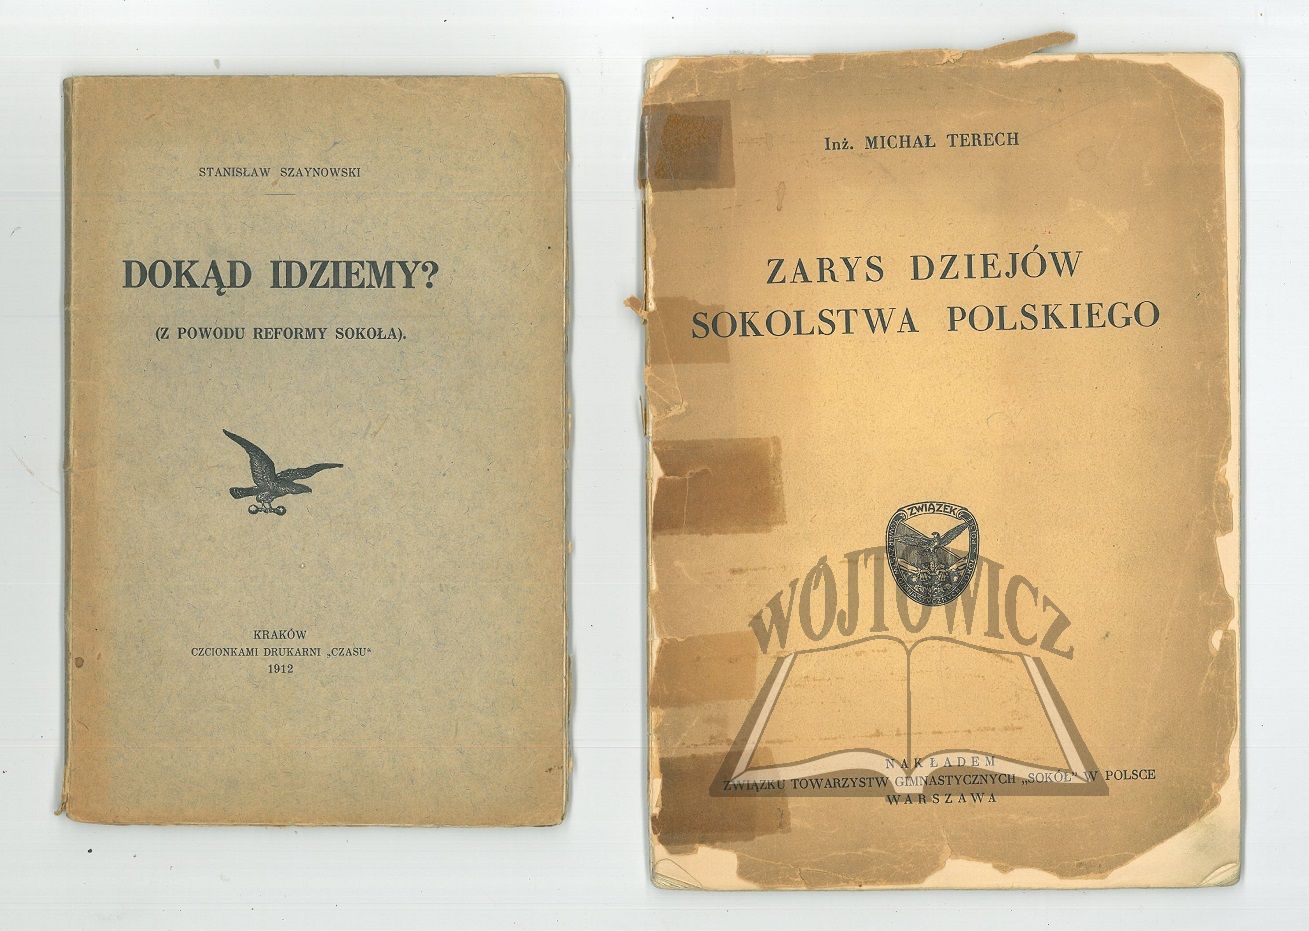 STANISŁAW SZAYNOWSKI
DOKĄD IDZIEMY?
(Z POWODU REFORMY SOKOŁA).
KRAKÓW
CZCIONKAMI DRUKARNI „CZASU“
1912
Inż. MICHAŁ TERECH
ZARYS DZIEJÓW
SOKOLSTWA POLSKIEGO
ZWIĄZEK
WÓJTOWICZ
NAKŁADEM
ZWIĄZKU TOWARZYSTW GIMNASTYCZNYCH „SOKÓŁ“ W POLSCE
WARSZAWA